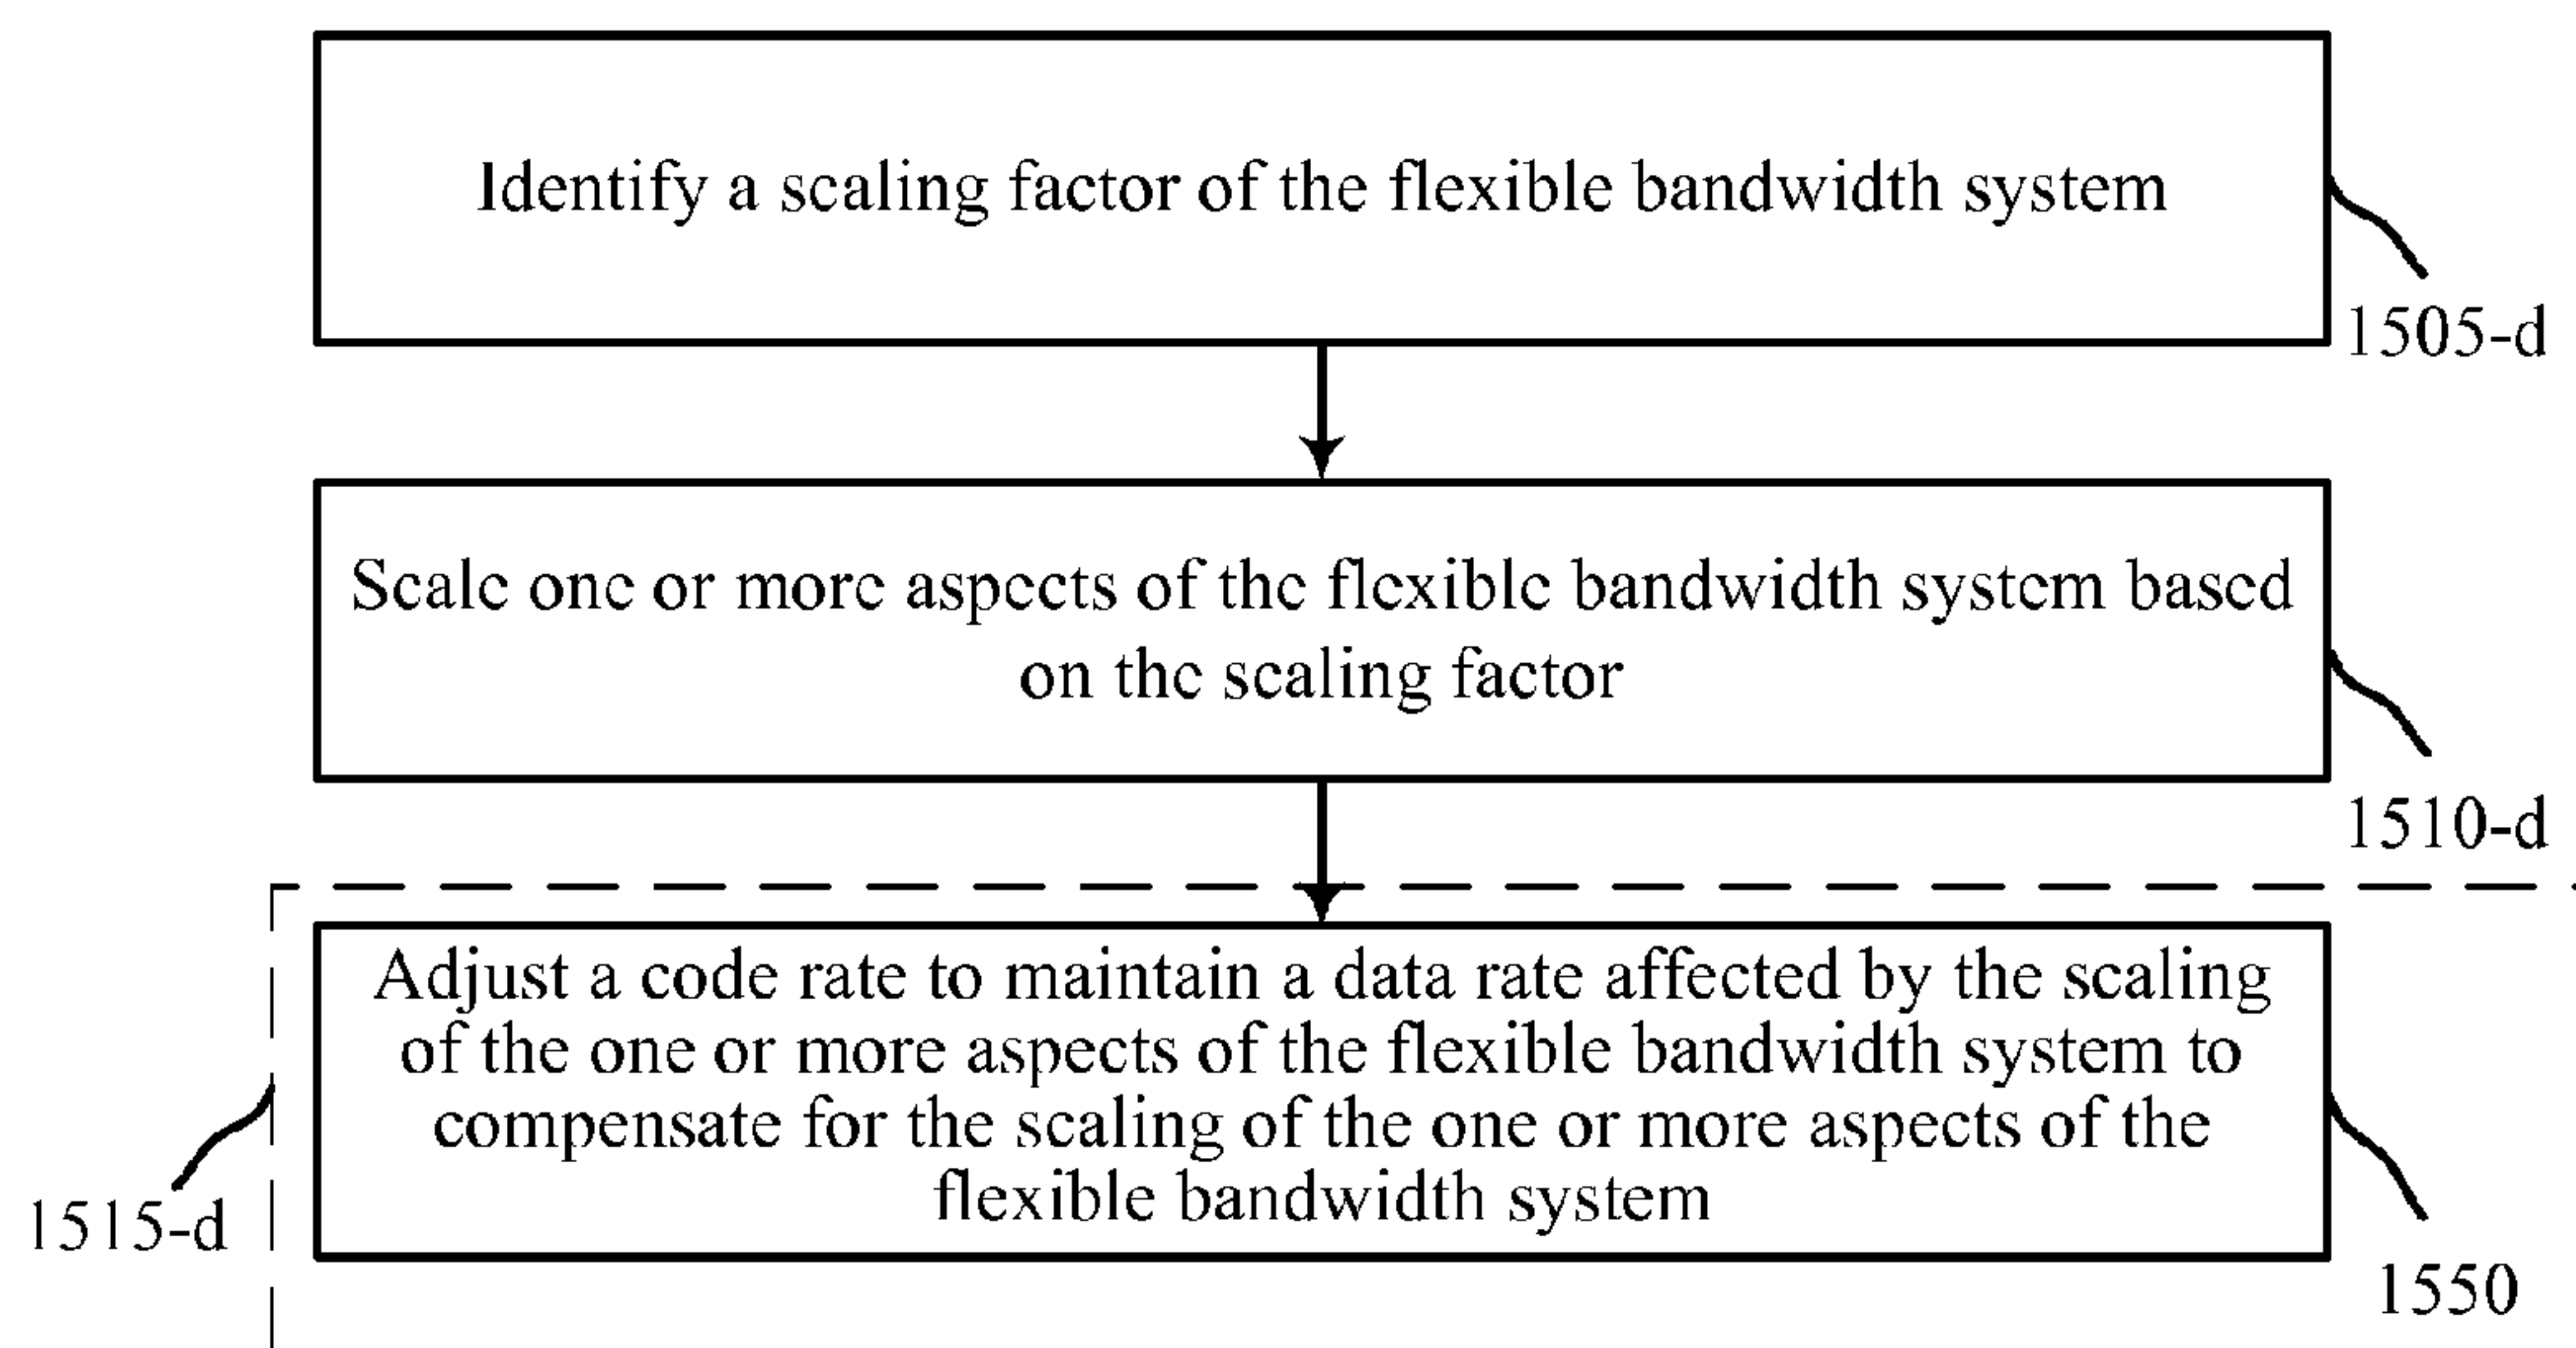 Identify a scaling factor of the flexible bandwidth system
1505-d
Scale one or more aspects of the flexible bandwidth system based
on the scaling factor
1510-d
Adjust a code rate to maintain a data rate affected by the scaling
of the one or more aspects of the flexible bandwidth system to
compensate for the scaling of the one or more aspects of the
flexible bandwidth system
1515-d
1550